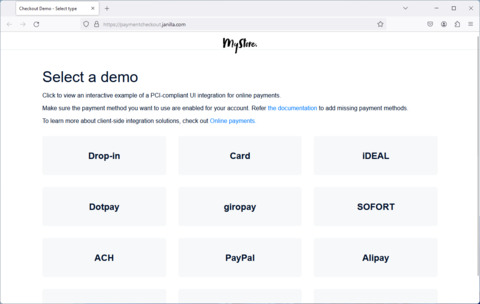 Checkout Demo - Select type
https://paymentcheckout.janilla.com
MyStore.
Select a demo
Click to view an interactive example of a PCI-compliant UI integration for online payments.
Make sure the payment method you want to use are enabled for your account. Refer the documentation to add missing payment methods.
To learn more about client-side integration solutions, check out Online payments.
Drop-in
Card
iDEAL
Dotpay
giropay
SOFORT
ACH
PayPal
Alipay